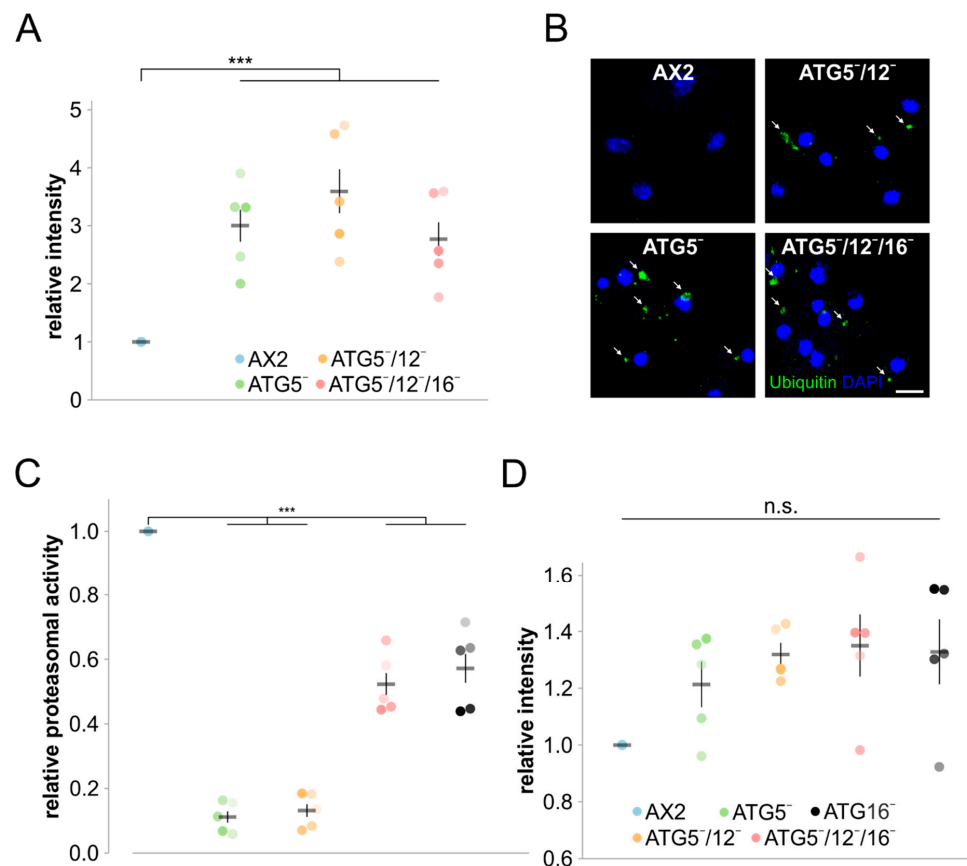 A
***
relative intensity
5
4
3
2
1
0
AX2 ATG5⁻/12⁻
ATG5⁻ ATG5⁻/12⁻/16⁻
B
AX2 ATG5⁻/12⁻
ATG5⁻ ATG5⁻/12⁻/16⁻
Ubiquitin DAPI
C
***
relative proteasomal activity
1.0
0.8
0.6
0.4
0.2
0.0
D
n.s.
relative intensity
1.6
1.4
1.2
1.0
0.8
0.6
AX2 ATG5⁻ ATG16⁻
ATG5⁻/12⁻ ATG5⁻/12⁻/16⁻